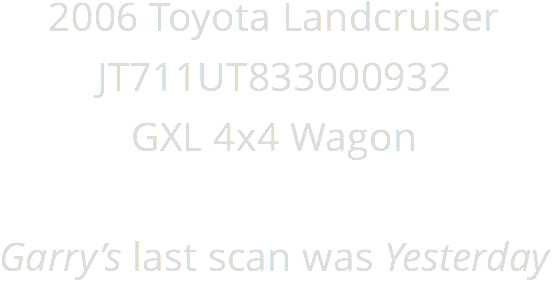 2006 Toyota Landcruiser
JT711UT833000932
GXL 4x4 Wagon
Garry’s last scan was Yesterday